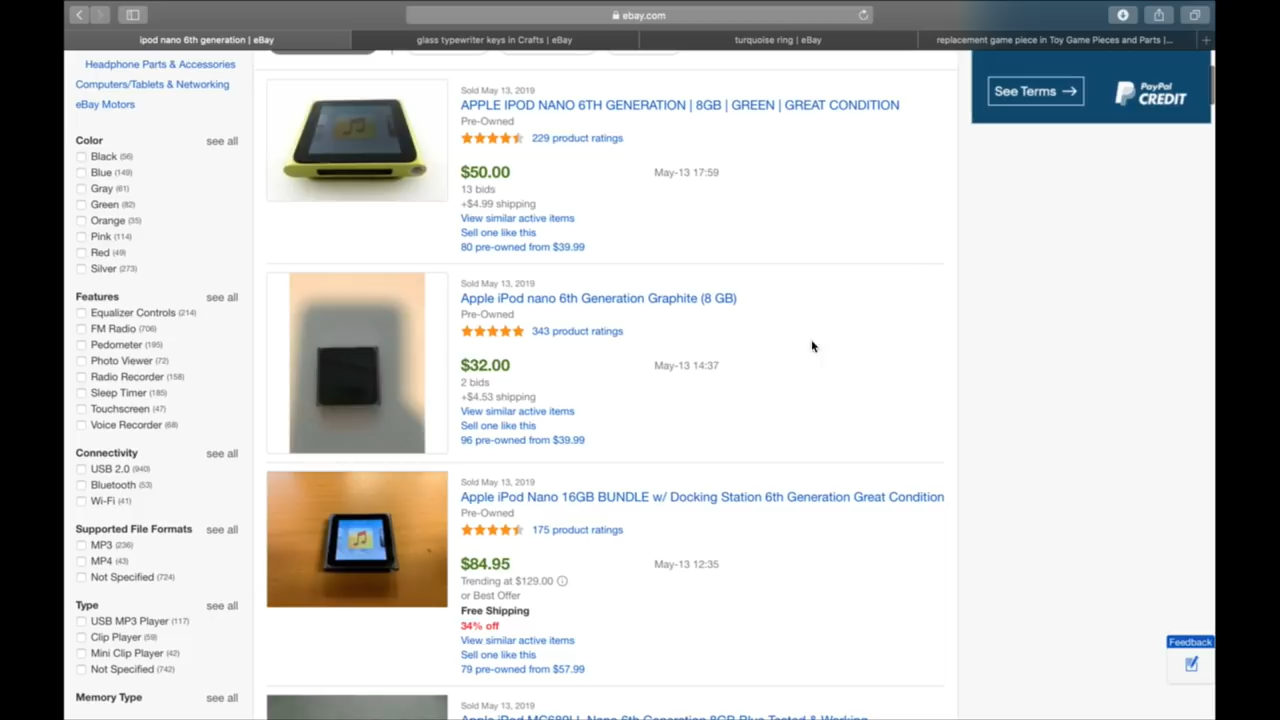 ebay.com
ipod nano 6th generation | eBay
glass typewriter keys in Crafts | eBay
turquoise ring | eBay
replacement game piece in Toy Game Pieces and Parts |...
Headphone Parts & Accessories
Computers/Tablets & Networking
eBay Motors
Color
see all
Black (56)
Blue (149)
Gray (61)
Green (82)
Orange (35)
Pink (114)
Red (49)
Silver (273)
Features
see all
Equalizer Controls (214)
FM Radio (706)
Pedometer (195)
Photo Viewer (72)
Radio Recorder (158)
Sleep Timer (185)
Touchscreen (47)
Voice Recorder (68)
Connectivity
see all
USB 2.0 (940)
Bluetooth (53)
Wi-Fi (41)
Supported File Formats
see all
MP3 (236)
MP4 (43)
Not Specified (724)
Type
see all
USB MP3 Player (117)
Clip Player (59)
Mini Clip Player (42)
Not Specified (742)
Memory Type
see all
Sold May 13, 2019
APPLE IPOD NANO 6TH GENERATION | 8GB | GREEN | GREAT CONDITION
Pre-Owned
229 product ratings
$50.00
May-13 17:59
13 bids
+$4.99 shipping
View similar active items
Sell one like this
80 pre-owned from $39.99
Sold May 13, 2019
Apple iPod nano 6th Generation Graphite (8 GB)
Pre-Owned
343 product ratings
$32.00
May-13 14:37
2 bids
+$4.53 shipping
View similar active items
Sell one like this
96 pre-owned from $39.99
Sold May 13, 2019
Apple iPod Nano 16GB BUNDLE w/ Docking Station 6th Generation Great Condition
Pre-Owned
175 product ratings
$84.95
May-13 12:35
Trending at $129.00
or Best Offer
Free Shipping
34% off
View similar active items
Sell one like this
79 pre-owned from $57.99
Sold May 13, 2019
Apple iPod MC689LL Nano 6th Generation 8GB Blue Tested & Working
See Terms
PayPal
CREDIT
Feedback